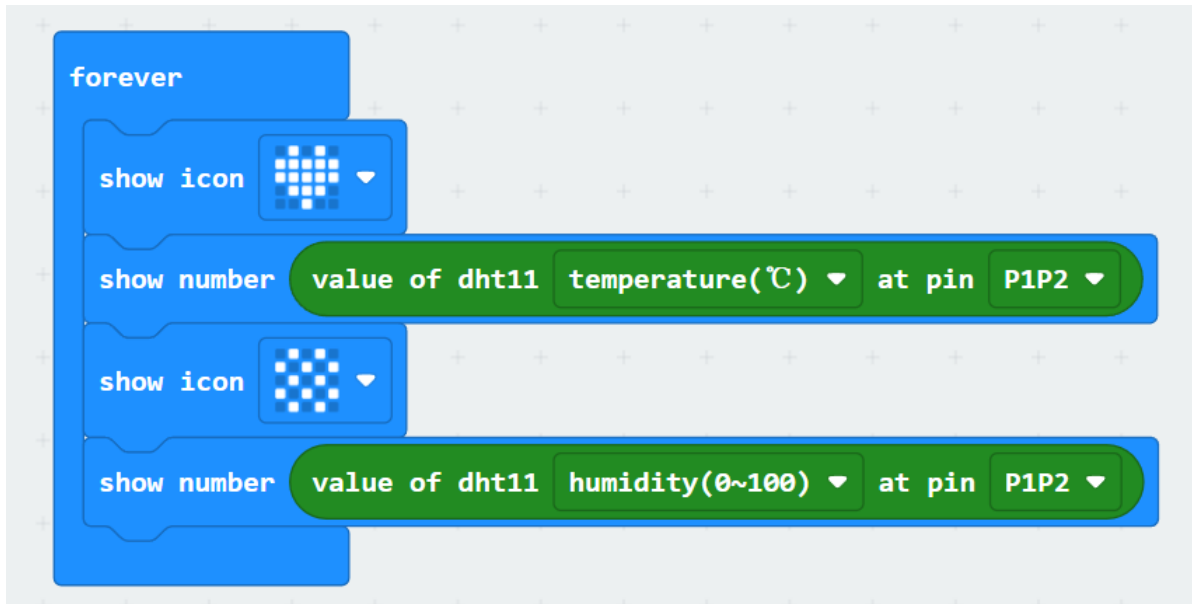 forever
show icon
show number value of dht11 temperature(℃) at pin P1P2
show icon
show number value of dht11 humidity(0~100) at pin P1P2